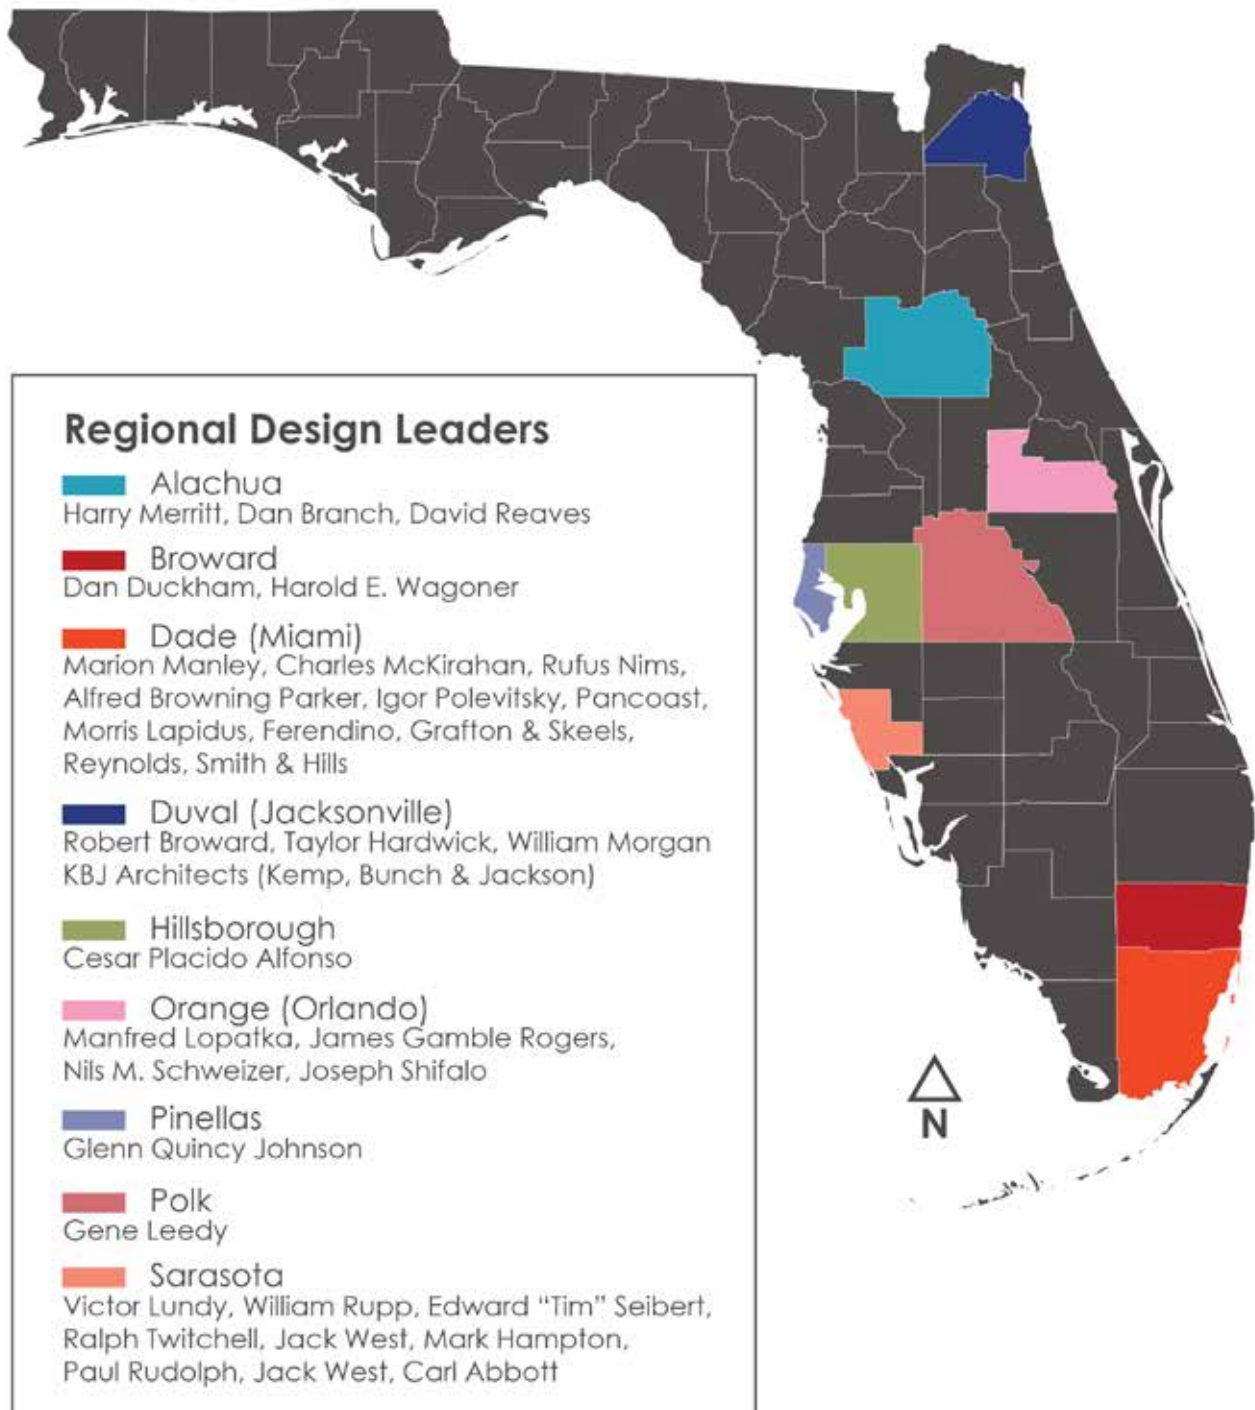 Regional Design Leaders
Alachua
Harry Merritt, Dan Branch, David Reaves
Broward
Dan Duckham, Harold E. Wagoner
Dade (Miami)
Marion Manley, Charles McKirahan, Rufus Nims,
Alfred Browning Parker, Igor Polevitsky, Pancoast,
Morris Lapidus, Ferendino, Grafton & Skeels,
Reynolds, Smith & Hills
Duval (Jacksonville)
Robert Broward, Taylor Hardwick, William Morgan
KBJ Architects (Kemp, Bunch & Jackson)
Hillsborough
Cesar Placido Alfonso
Orange (Orlando)
Manfred Lopatka, James Gamble Rogers,
Nils M. Schweizer, Joseph Shifalo
Pinellas
Glenn Quincy Johnson
Polk
Gene Leedy
Sarasota
Victor Lundy, William Rupp, Edward “Tim” Seibert,
Ralph Twitchell, Jack West, Mark Hampton,
Paul Rudolph, Jack West, Carl Abbott
N